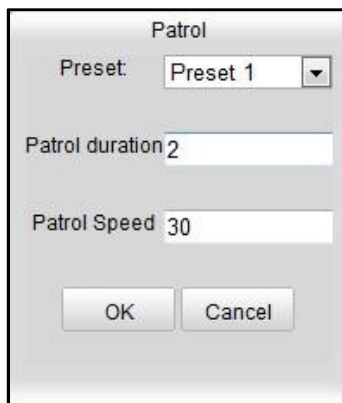 Patrol
Preset: Preset 1
Patrol duration 2
Patrol Speed 30
OK Cancel